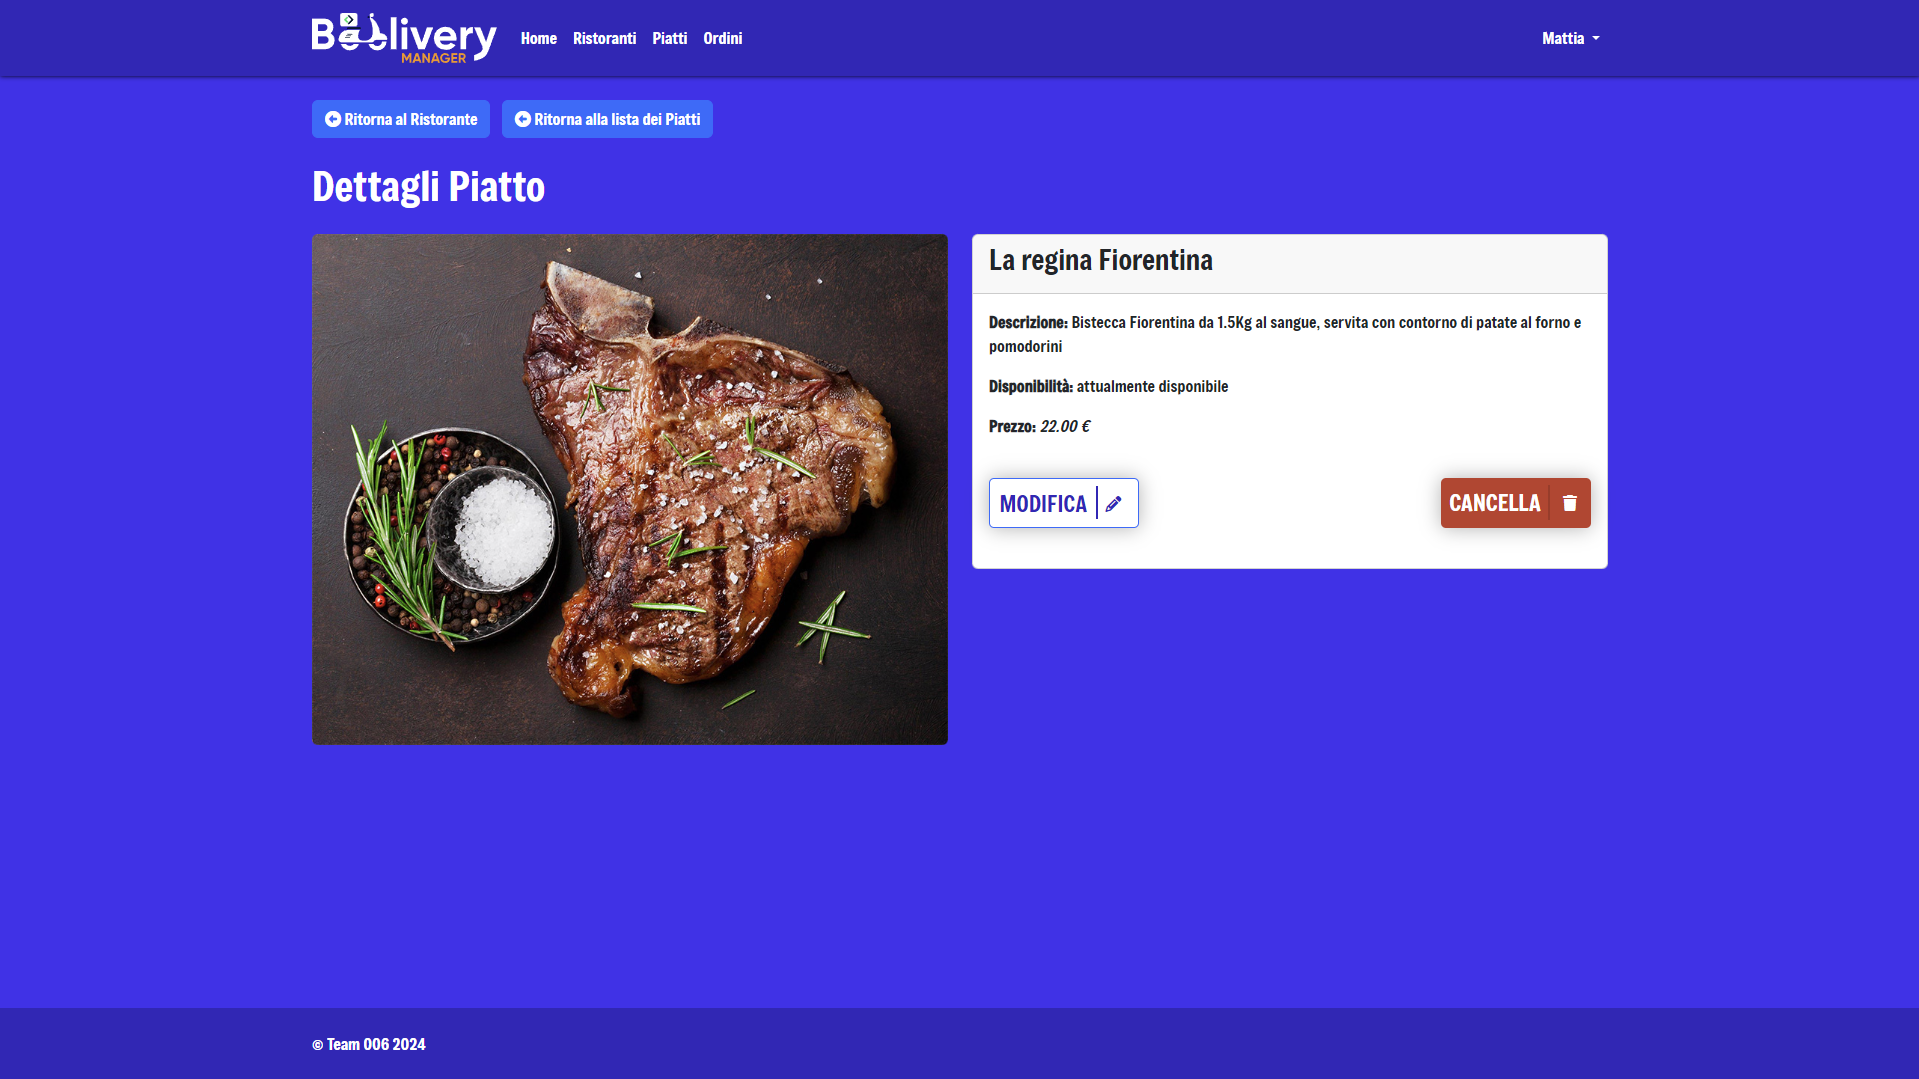 Boolivery
MANAGER
Home Ristoranti Piatti Ordini
Mattia
Ritorna al Ristorante
Ritorna alla lista dei Piatti
Dettagli Piatto
La regina Fiorentina
Descrizione: Bistecca Fiorentina da 1.5Kg al sangue, servita con contorno di patate al forno e
pomodorini
Disponibilità: attualmente disponibile
Prezzo: 22.00 €
MODIFICA
CANCELLA
© Team 006 2024